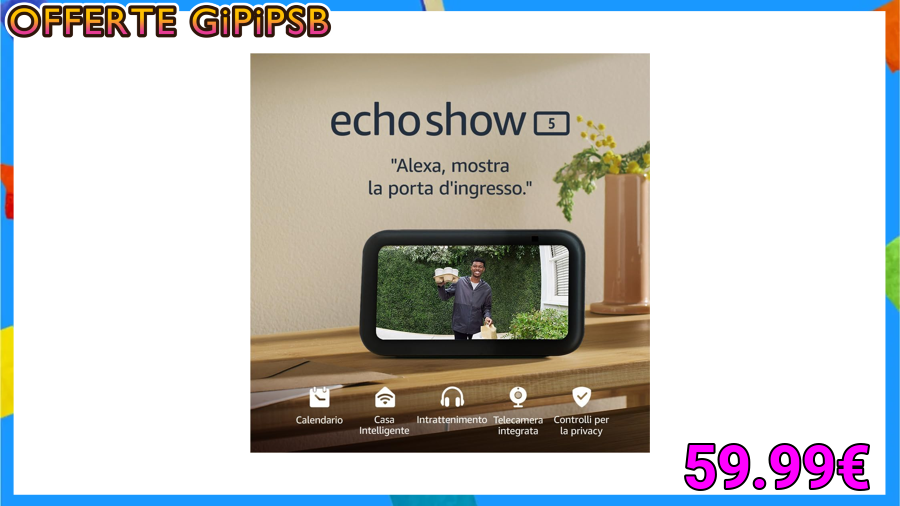 OFFERTE GiPiPSB
echo show 5
"Alexa, mostra
la porta d'ingresso."
Calendario
Casa
Intelligente
Intrattenimento
Telecamera
integrata
Controlli per
la privacy
59.99€